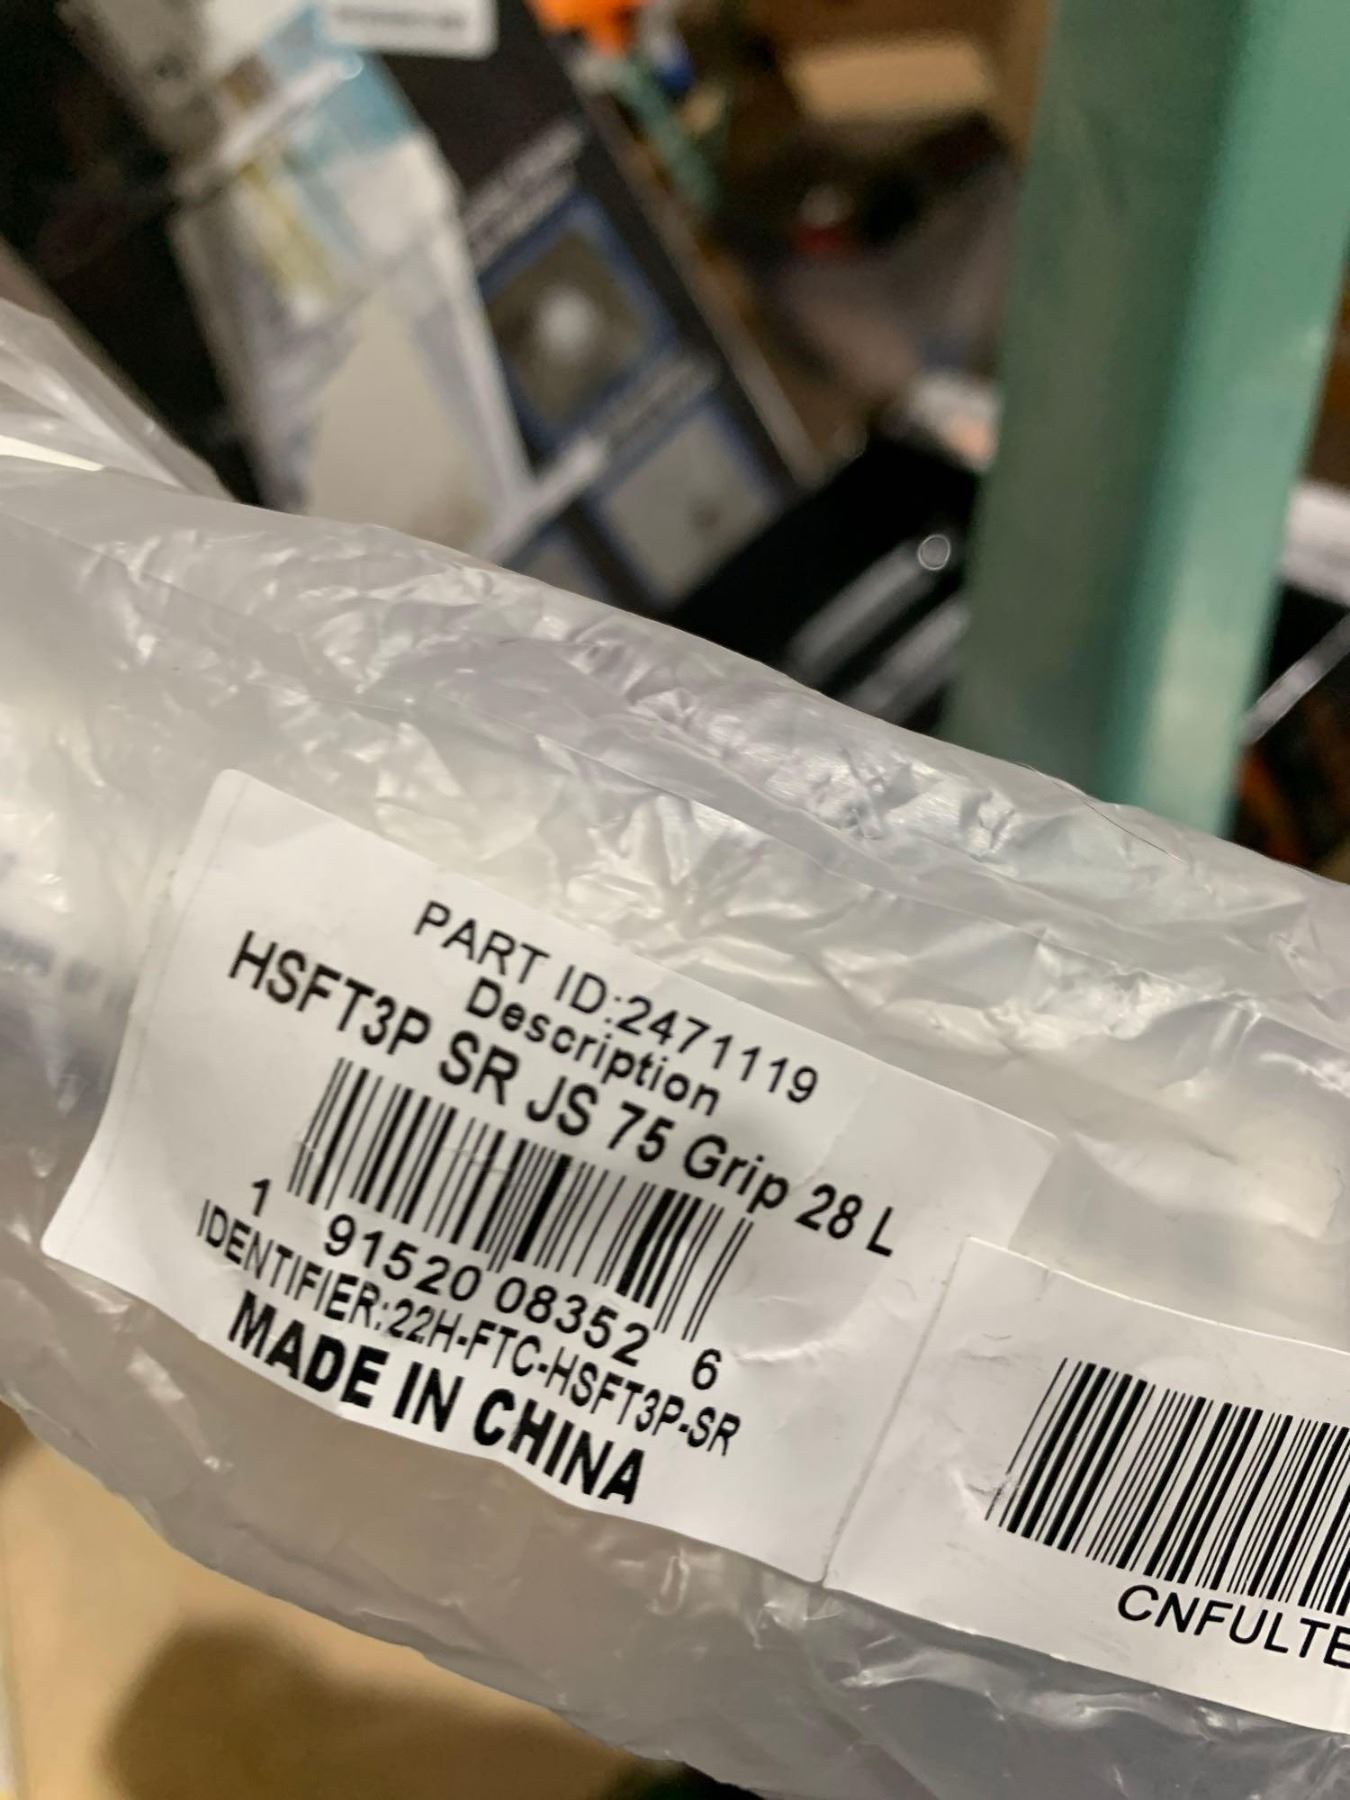 PART ID:2471119
Description
HSFT3P SR JS 75 Grip 28 L
1 91520 08352 6
IDENTIFIER:22H-FTC-HSFT3P-SR
MADE IN CHINA
CNFULTE